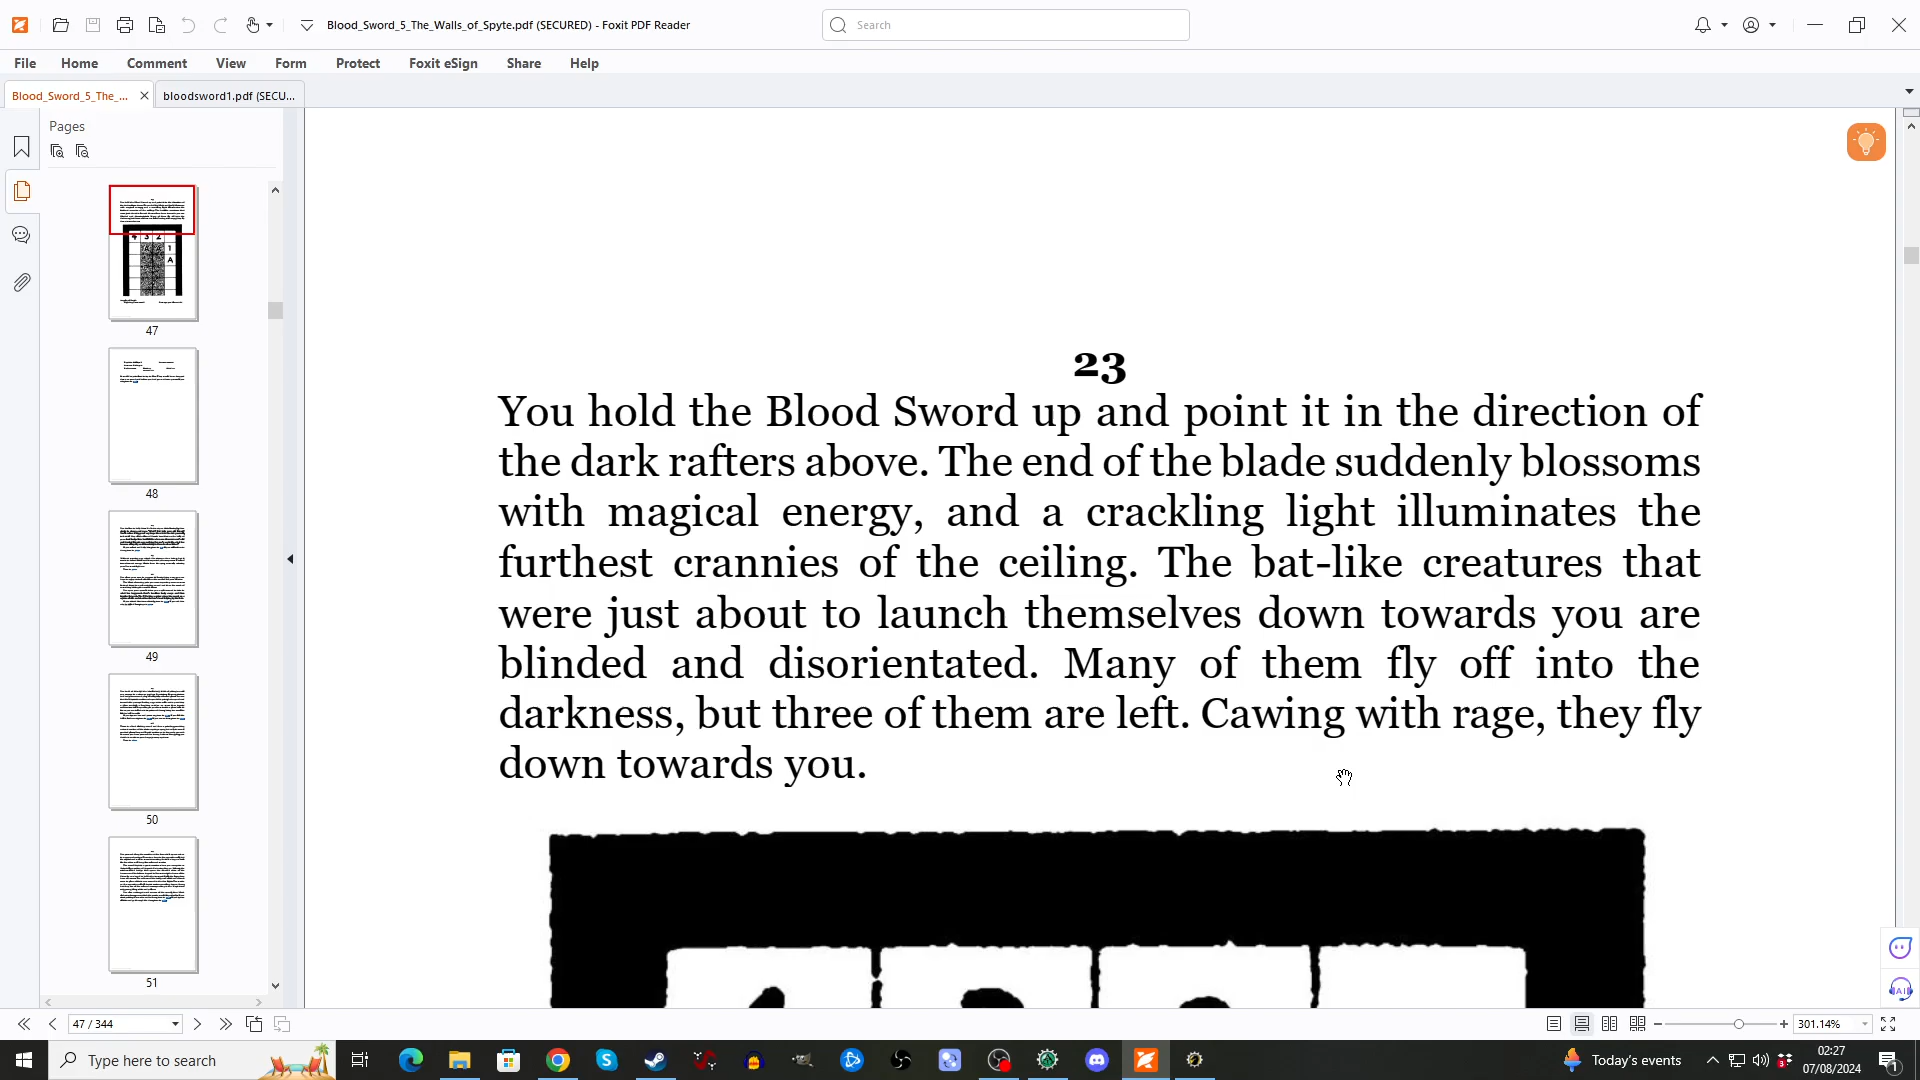 Blood_Sword_5_The_Walls_of_Spyte.pdf (SECURED) - Foxit PDF Reader
Search
File Home Comment View Form Protect Foxit eSign Share Help
Blood_Sword_5_The_... bloodsword1.pdf (SECU...
Pages
47
48
49
50
51
23
You hold the Blood Sword up and point it in the direction of
the dark rafters above. The end of the blade suddenly blossoms
with magical energy, and a crackling light illuminates the
furthest crannies of the ceiling. The bat-like creatures that
were just about to launch themselves down towards you are
blinded and disorientated. Many of them fly off into the
darkness, but three of them are left. Cawing with rage, they fly
down towards you.
47 / 344
301.14%
Type here to search
Today's events
02:27
07/08/2024
1